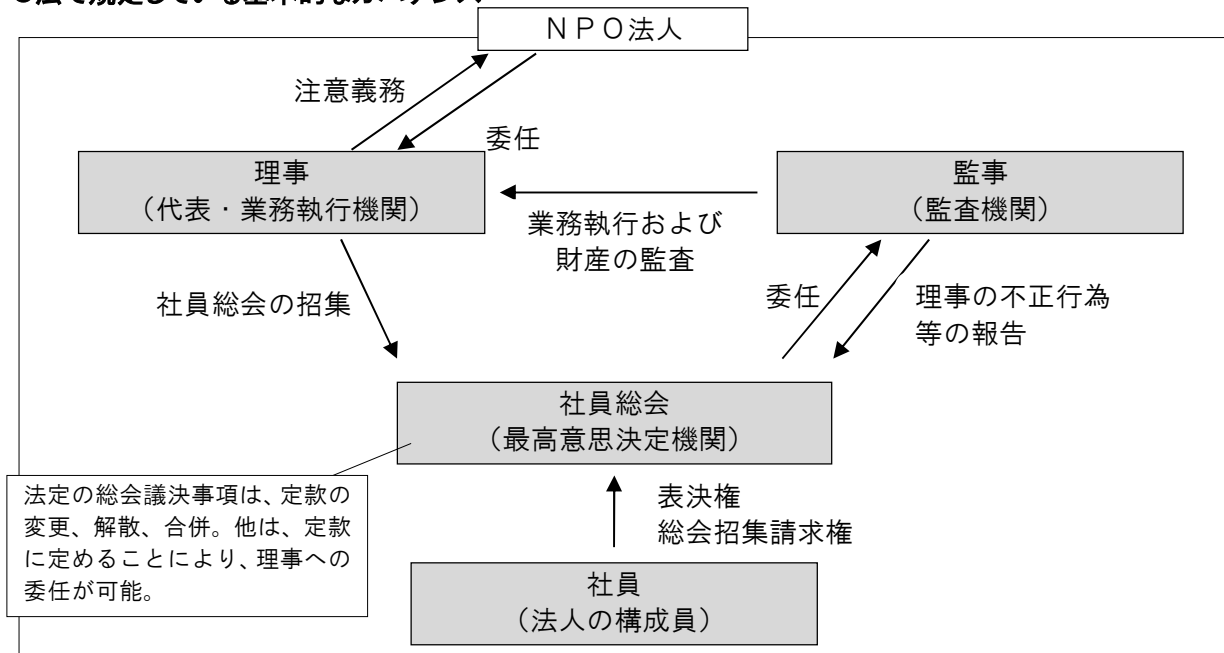 ＮＰＯ法人
注意義務
委任
理事
（代表・業務執行機関）
監事
（監査機関）
業務執行および
財産の監査
社員総会の招集
委任
理事の不正行為
等の報告
社員総会
（最高意思決定機関）
法定の総会議決事項は、定款の
変更、解散、合併。他は、定款
に定めることにより、理事への
委任が可能。
表決権
総会招集請求権
社員
（法人の構成員）